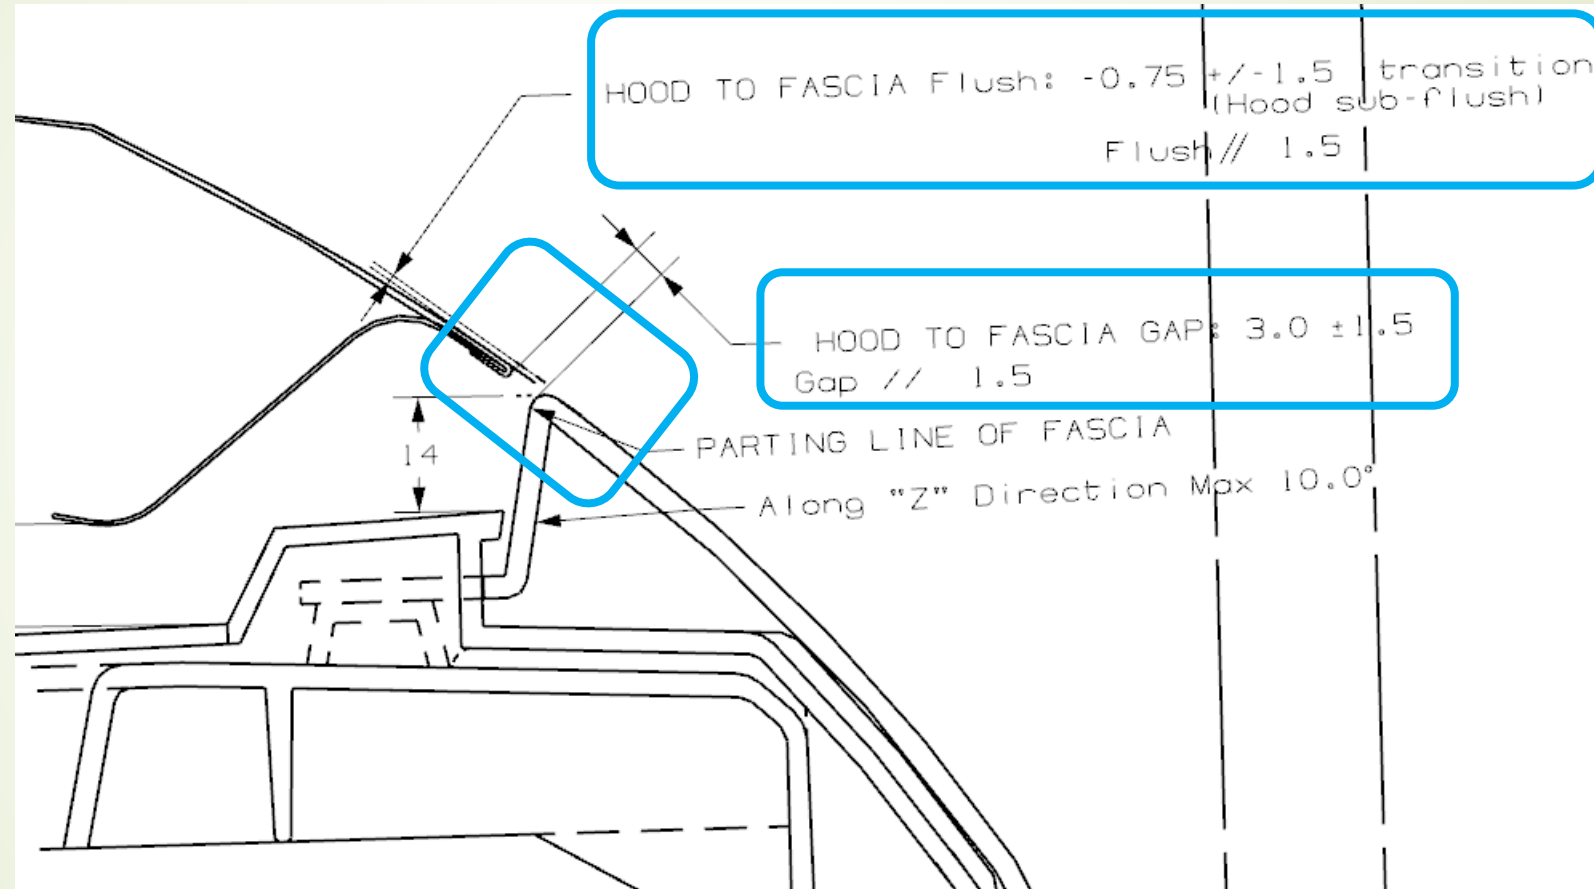 HOOD TO FASCIA Flush: -0.75 +/-1.5 transition
(Hood sub-flush)
Flush// 1.5
HOOD TO FASCIA GAP: 3.0 ±1.5
Gap // 1.5
PARTING LINE OF FASCIA
14
Along "Z" Direction Max 10.0°